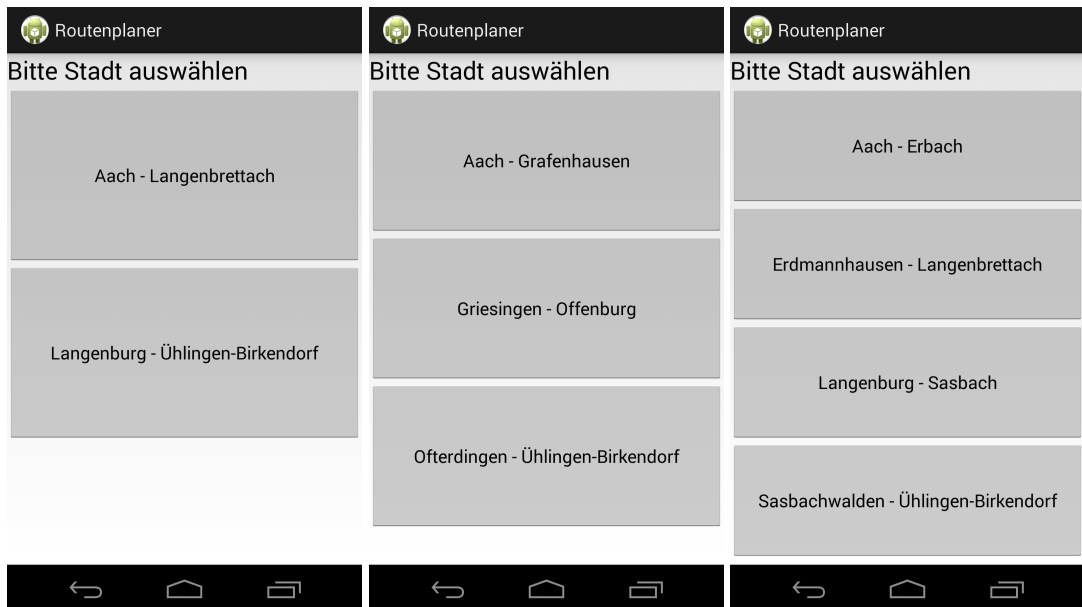 Routenplaner
Bitte Stadt auswählen
Aach - Langenbrettach
Langenburg - Ühlingen-Birkendorf
Routenplaner
Bitte Stadt auswählen
Aach - Grafenhausen
Griesingen - Offenburg
Ofterdingen - Ühlingen-Birkendorf
Routenplaner
Bitte Stadt auswählen
Aach - Erbach
Erdmannhausen - Langenbrettach
Langenburg - Sasbach
Sasbachwalden - Ühlingen-Birkendorf